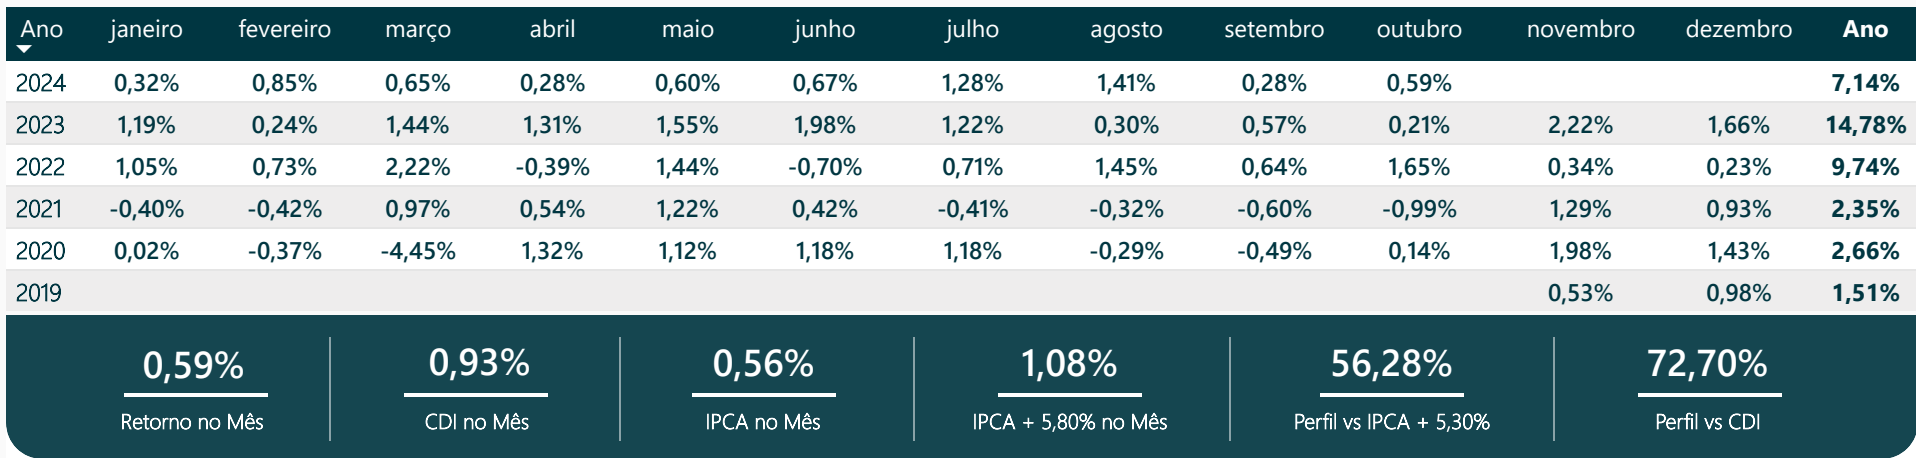 Ano janeiro fevereiro março abril maio junho julho agosto setembro outubro novembro dezembro Ano
2024 0,32% 0,85% 0,65% 0,28% 0,60% 0,67% 1,28% 1,41% 0,28% 0,59% 7,14%
2023 1,19% 0,24% 1,44% 1,31% 1,55% 1,98% 1,22% 0,30% 0,57% 0,21% 2,22% 1,66% 14,78%
2022 1,05% 0,73% 2,22% -0,39% 1,44% -0,70% 0,71% 1,45% 0,64% 1,65% 0,34% 0,23% 9,74%
2021 -0,40% -0,42% 0,97% 0,54% 1,22% 0,42% -0,41% -0,32% -0,60% -0,99% 1,29% 0,93% 2,35%
2020 0,02% -0,37% -4,45% 1,32% 1,12% 1,18% 1,18% -0,29% -0,49% 0,14% 1,98% 1,43% 2,66%
2019 0,53% 0,98% 1,51%
0,59% 0,93% 0,56% 1,08% 56,28% 72,70%
Retorno no Mês CDI no Mês IPCA no Mês IPCA + 5,80% no Mês Perfil vs IPCA + 5,30% Perfil vs CDI